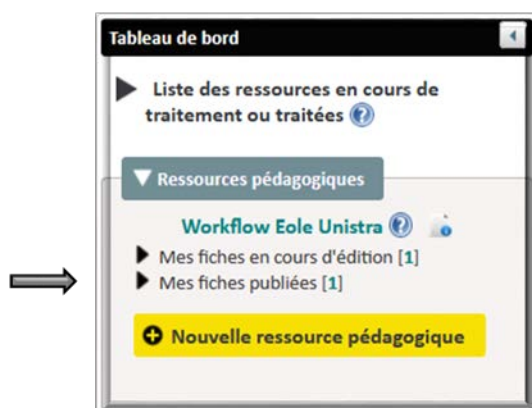 Tableau de bord
Liste des ressources en cours de
traitement ou traitées
Ressources pédagogiques
Workflow Eole Unistra
Mes fiches en cours d'édition [1]
Mes fiches publiées [1]
Nouvelle ressource pédagogique